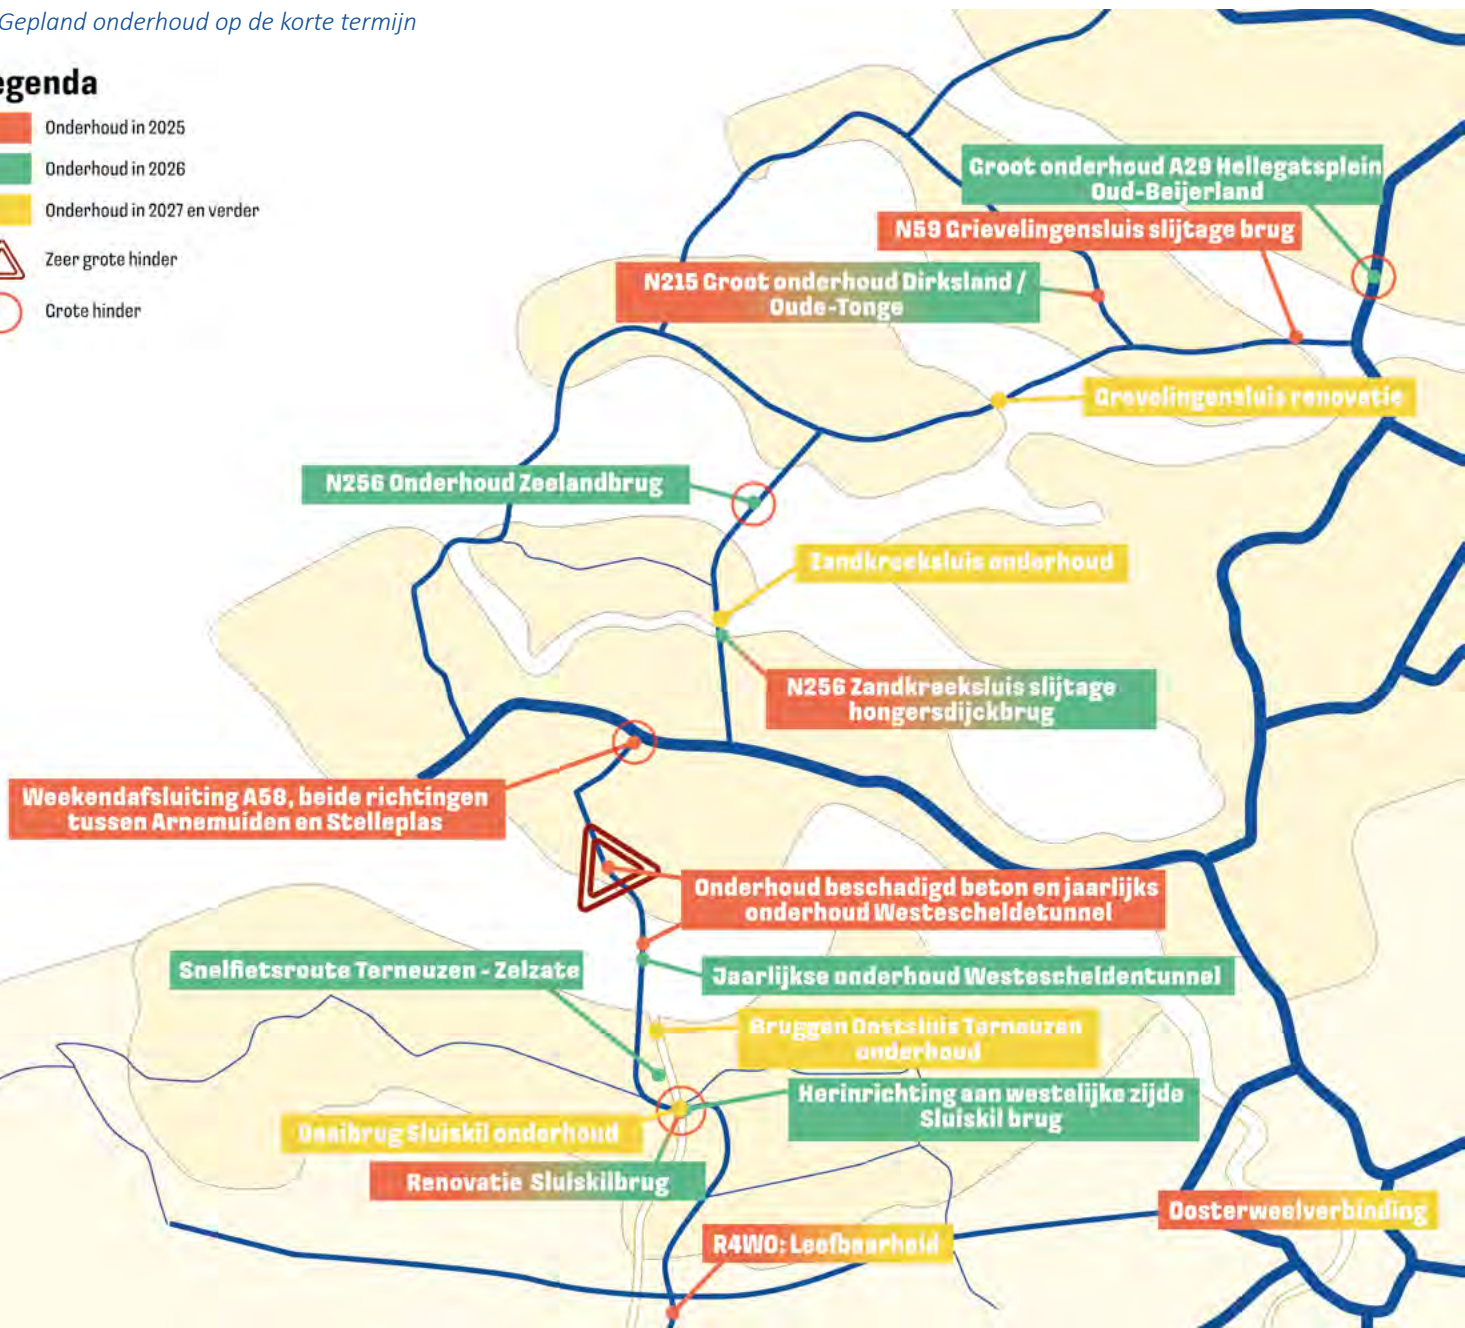 Gepland onderhoud op de korte termijn
egenda
Onderhoud in 2025
Onderhoud in 2026
Onderhoud in 2027 en verder
Zeer grote hinder
Grote hinder
Groot onderhoud A29 Hellegatsplein
Oud-Beijerland
N59 Grievelingensluis slijtage brug
N215 Groot onderhoud Dirksland /
Oude-Tonge
Grevelingensluis renovatie
N256 Onderhoud Zeelandbrug
Zandkreeksluis onderhoud
N256 Zandkreeksluis slijtage
hongersdijckbrug
Weekendafsluiting A58, beide richtingen
tussen Arnemuiden en Stelleplas
Onderhoud beschadigd beton en jaarlijks
onderhoud Westescheldetunnel
Snelfietsroute Terneuzen - Zelzate
Jaarlijkse onderhoud Westescheldentunnel
Bruggen Oostsluis Terneuzen
onderhoud
Herinrichting aan westelijke zijde
Sluiskil brug
Draaibrug Sluiskil onderhoud
Renovatie Sluiskilbrug
Oosterweelverbinding
R4WO: Leefbaarheid